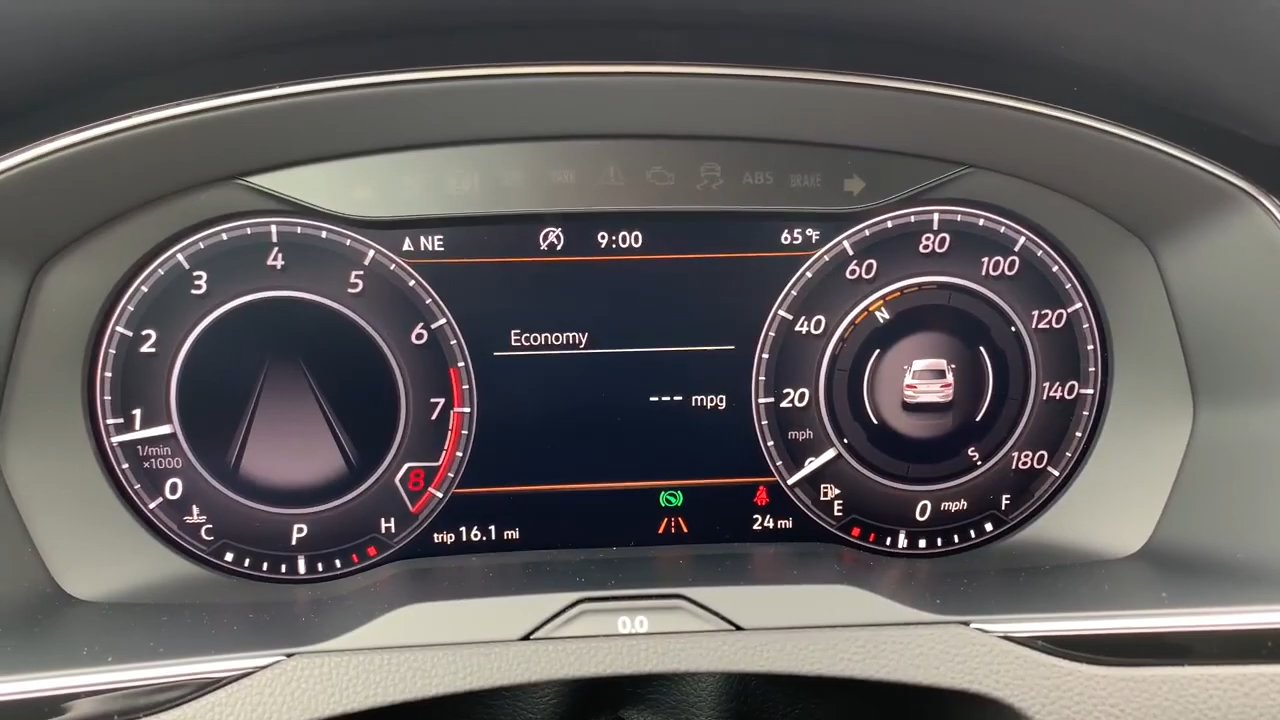 ABS BRAKE
NE 9:00 65°F
1 2 3 4 5 6 7 8
0
1/min
×1000
C H
P
Economy
--- mpg
trip 16.1 mi
24 mi
20 40 60 80 100 120 140 180
mph
N
S
E F
0 mph
0.0